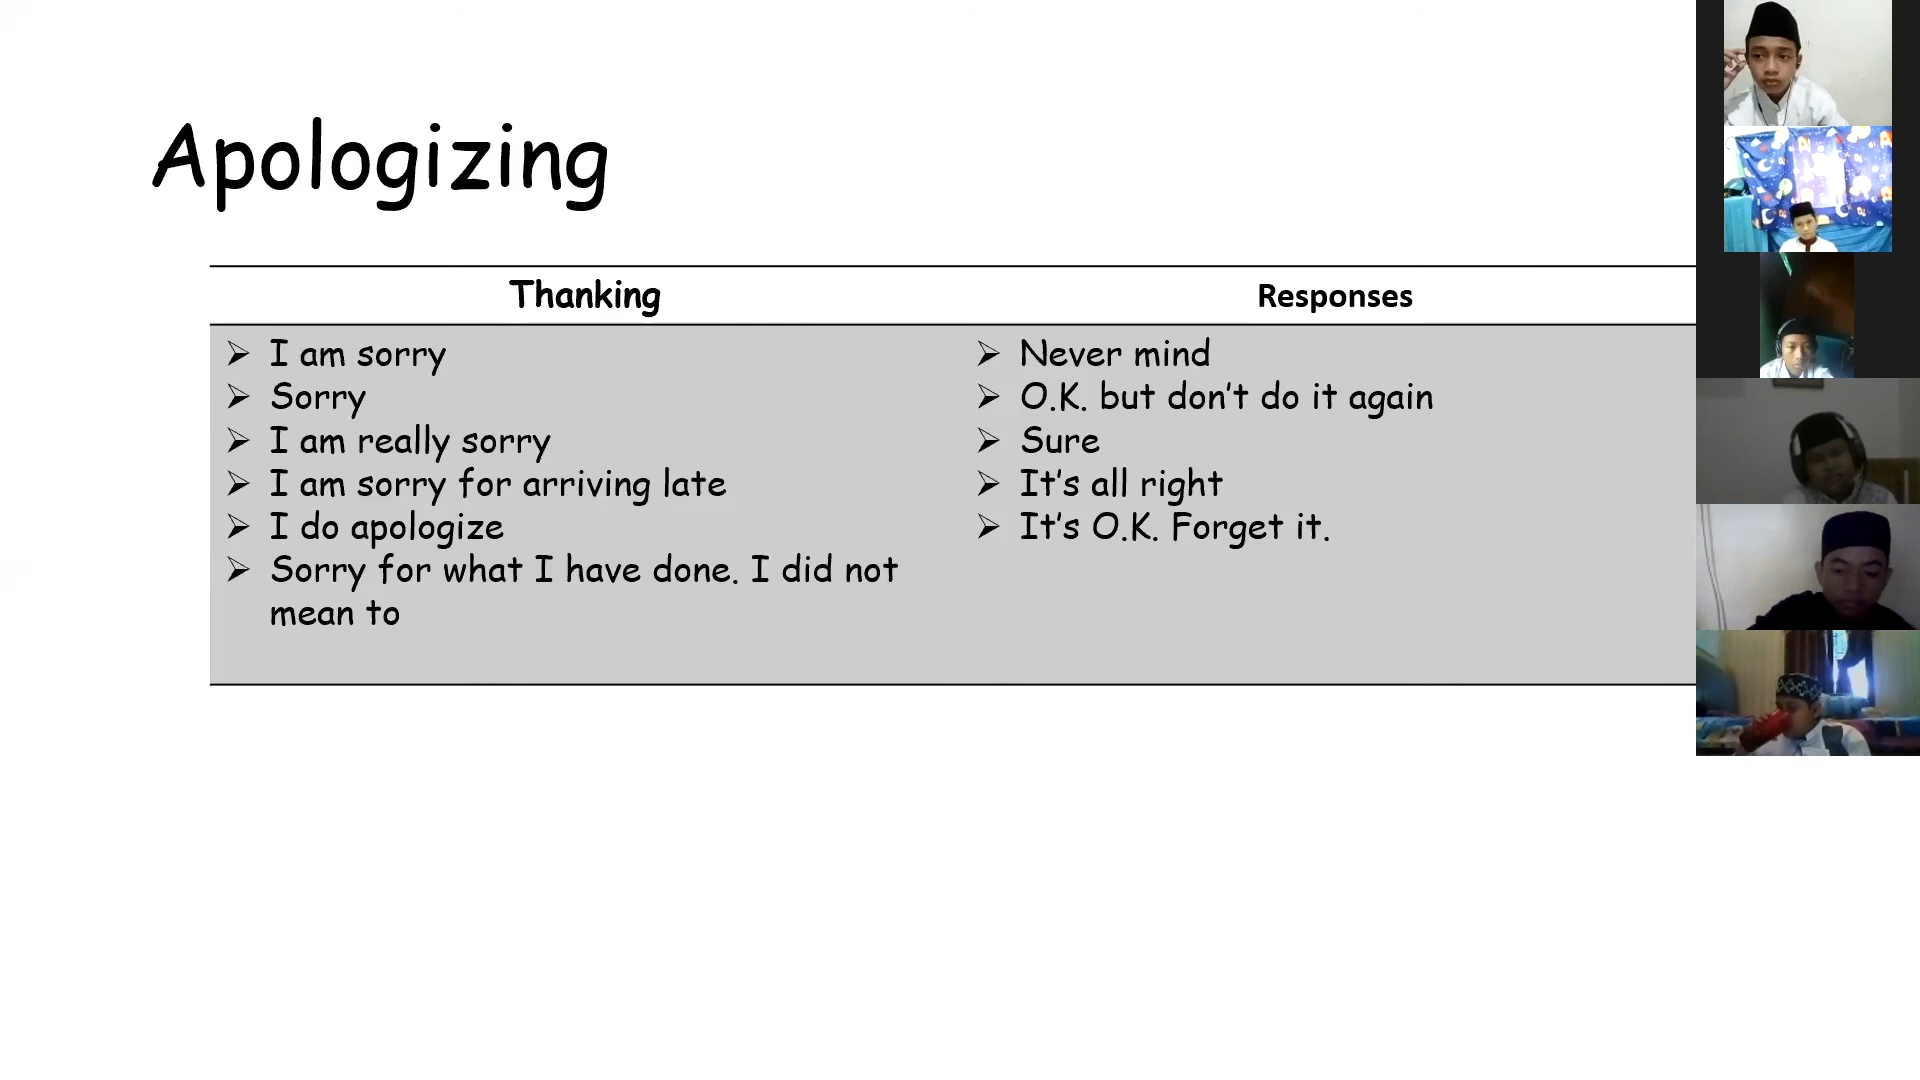 Apologizing
Thanking
Responses
I am sorry
Sorry
I am really sorry
I am sorry for arriving late
I do apologize
Sorry for what I have done. I did not
mean to
Never mind
O.K. but don't do it again
Sure
It's all right
It's O.K. Forget it.